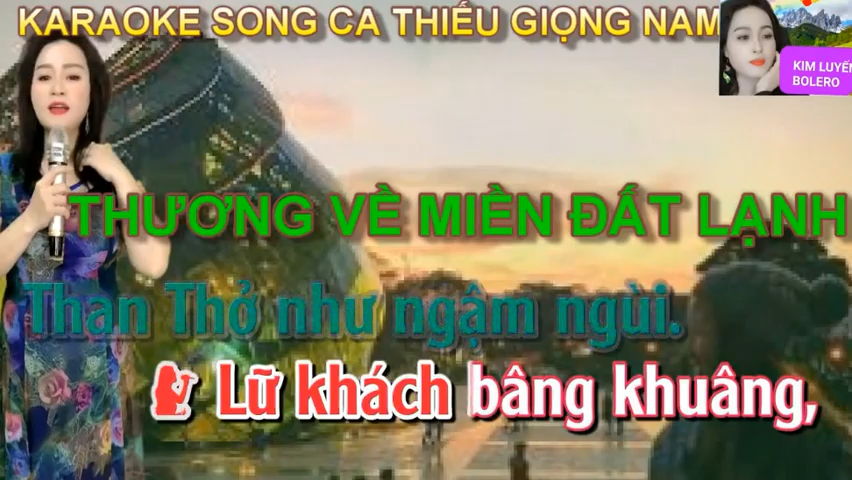 KARAOKE SONG CA THIẾU GIỌNG NAM
KIM LUYẾN
BOLERO
THƯƠNG VỀ MIỀN ĐẤT LẠNH
Than Thở như ngậm ngùi.
Lữ khách bâng khuâng,